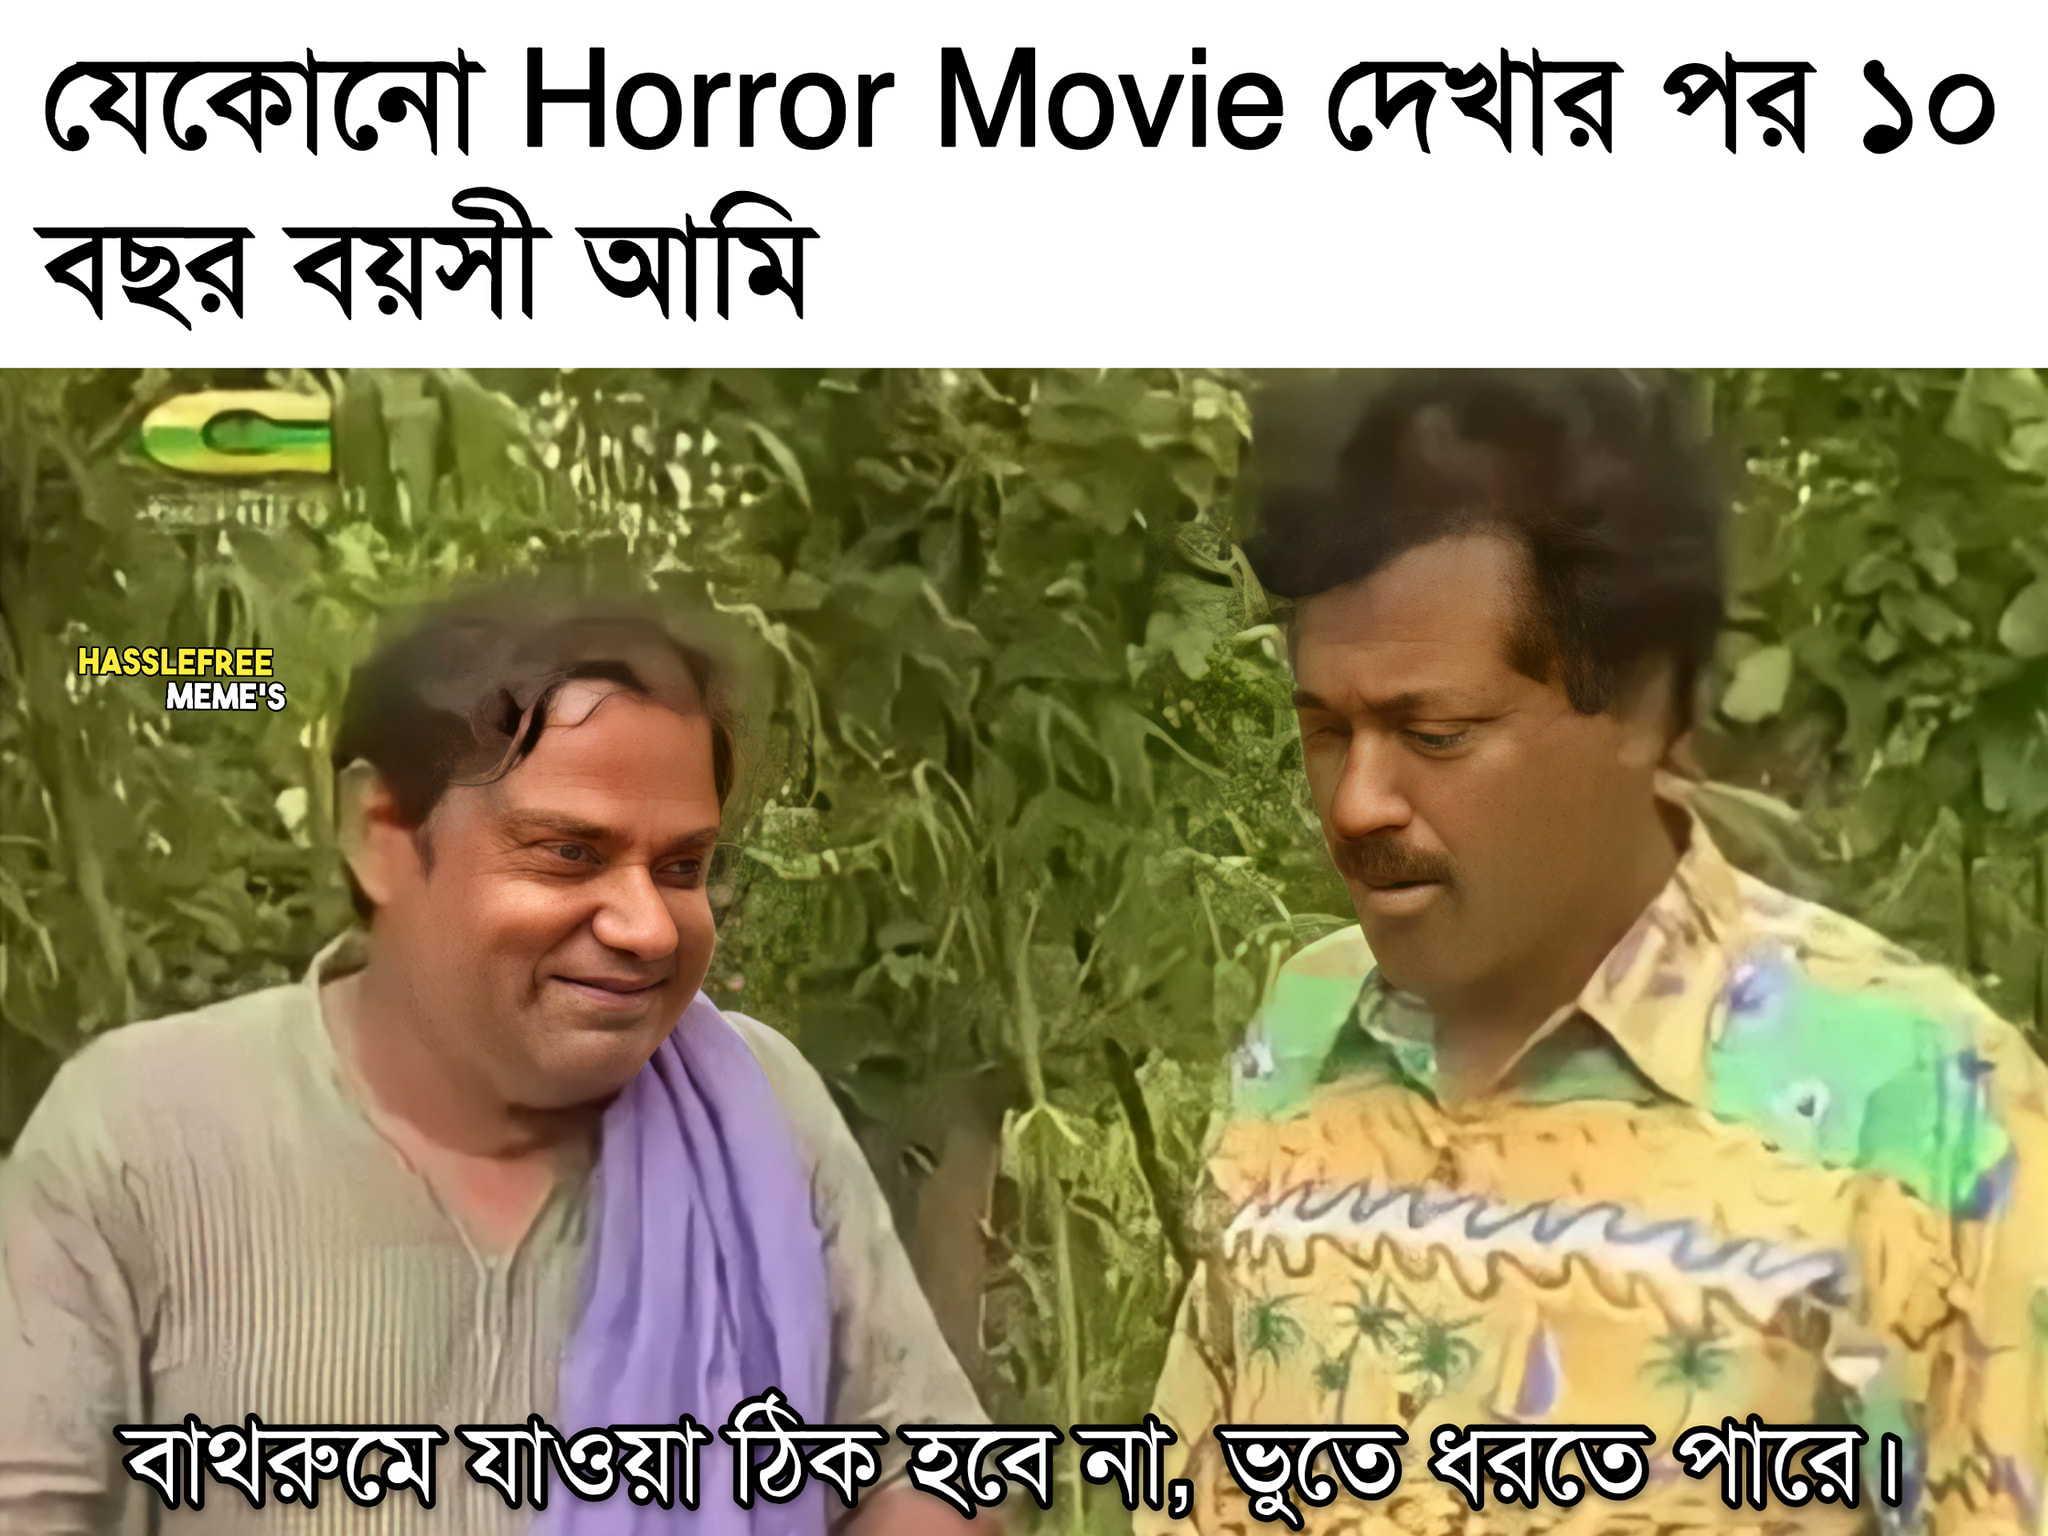 যেকোনো Horror Movie দেখার পর ১০
বছর বয়সী আমি
HASSLEFREE
MEME'S
বাথরুমে যাওয়া ঠিক হবে না, ভুতে ধরতে পারে।